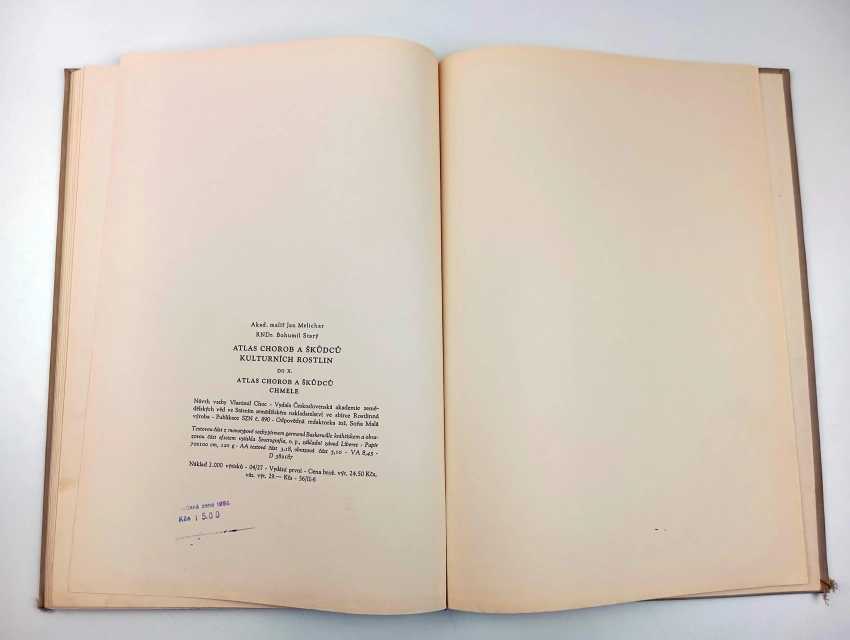 Akad. malíř Jan Melichar
RNDr. Bohumil Starý
ATLAS CHOROB A ŠKŮDCŮ
KULTURNÍCH ROSTLIN
Díl X.
ATLAS CHOROB A ŠKŮDCŮ
CHMELE
Návrh vazby Vlastimil Choc - Vydala Československá akademie země-
dělských věd ve Státním zemědělském nakladatelství ve sbírce Rostlinná
výroba - Publikace SZN č. 890 - Odpovědná redaktorka inž. Soňa Malá
Textovou část z monotypové sazby písmem garmond Baskerville knihtiskem a obra-
zovou část ofsetem vytiskla Severografia, n. p., základní závod Liberec - Papír
70x100 cm, 120 g - AA textové část 3,18, obrazové část 5,10 - VA 8,45 -
D 582187
Náklad 2.000 výtisků - 04/27 - Vydání první - Cena brož. výt. 24.50 Kčs,
váz. výt. 29.— Kčs - 56/II-6
cena 1964
Kčs 15.00